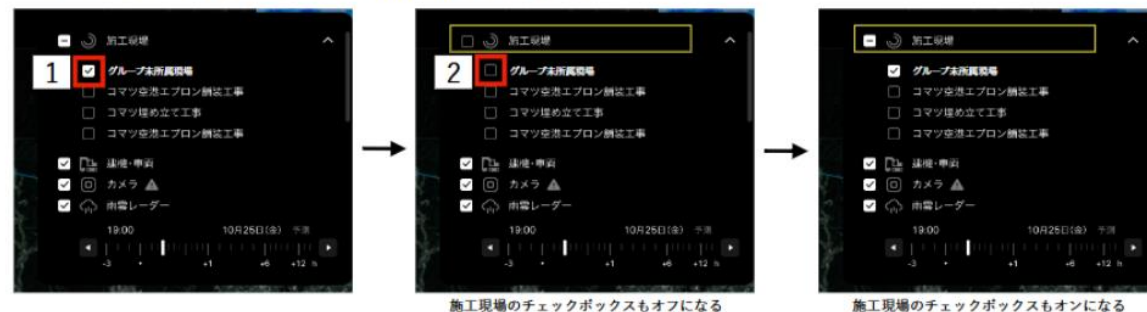 施工現場
1
グループ未所属現場
コマツ空港エプロン舗装工事
コマツ埋め立て工事
コマツ空港エプロン舗装工事
建機・車両
カメラ
雨雲レーダー
19:00 10月25日(金) 予測
-3 +1 +6 +12 h
施工現場
2
グループ未所属現場
コマツ空港エプロン舗装工事
コマツ埋め立て工事
コマツ空港エプロン舗装工事
建機・車両
カメラ
雨雲レーダー
19:00 10月25日(金) 予測
-3 +1 +6 +12 h
施工現場のチェックボックスもオフになる
施工現場
グループ未所属現場
コマツ空港エプロン舗装工事
コマツ埋め立て工事
コマツ空港エプロン舗装工事
建機・車両
カメラ
雨雲レーダー
19:00 10月25日(金) 予測
-3 +1 +6 +12 h
施工現場のチェックボックスもオンになる